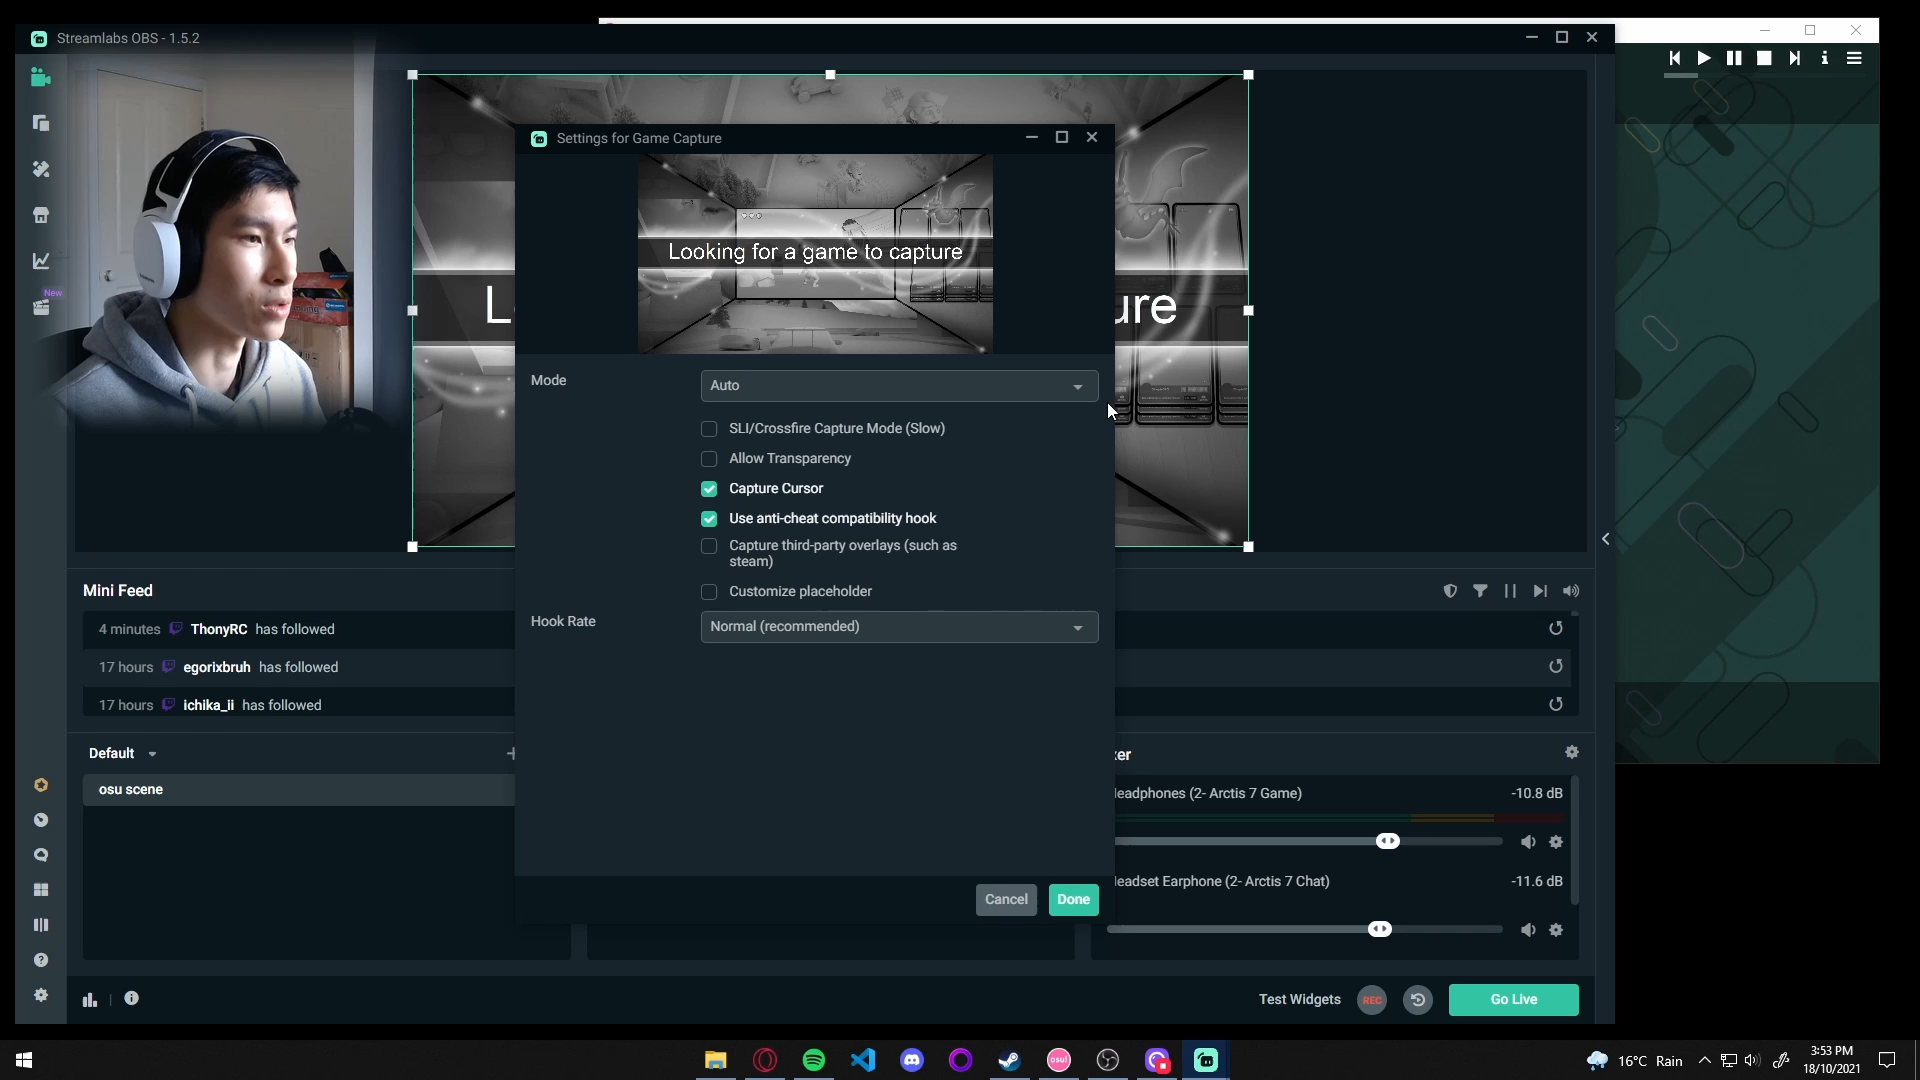 Streamlabs OBS - 1.5.2
Settings for Game Capture
Looking for a game to capture
L
ure
New
Mode
Auto
SLI/Crossfire Capture Mode (Slow)
Allow Transparency
Capture Cursor
Use anti-cheat compatibility hook
Capture third-party overlays (such as
steam)
Customize placeholder
Hook Rate
Normal (recommended)
Mini Feed
4 minutes ThonyRC has followed
17 hours egorixbruh has followed
17 hours ichika_ii has followed
Default
osu scene
er
eadphones (2- Arctis 7 Game) -10.8 dB
eadset Earphone (2- Arctis 7 Chat) -11.6 dB
Cancel
Done
Test Widgets
REC
Go Live
osu!
16°C Rain
3:53 PM
18/10/2021